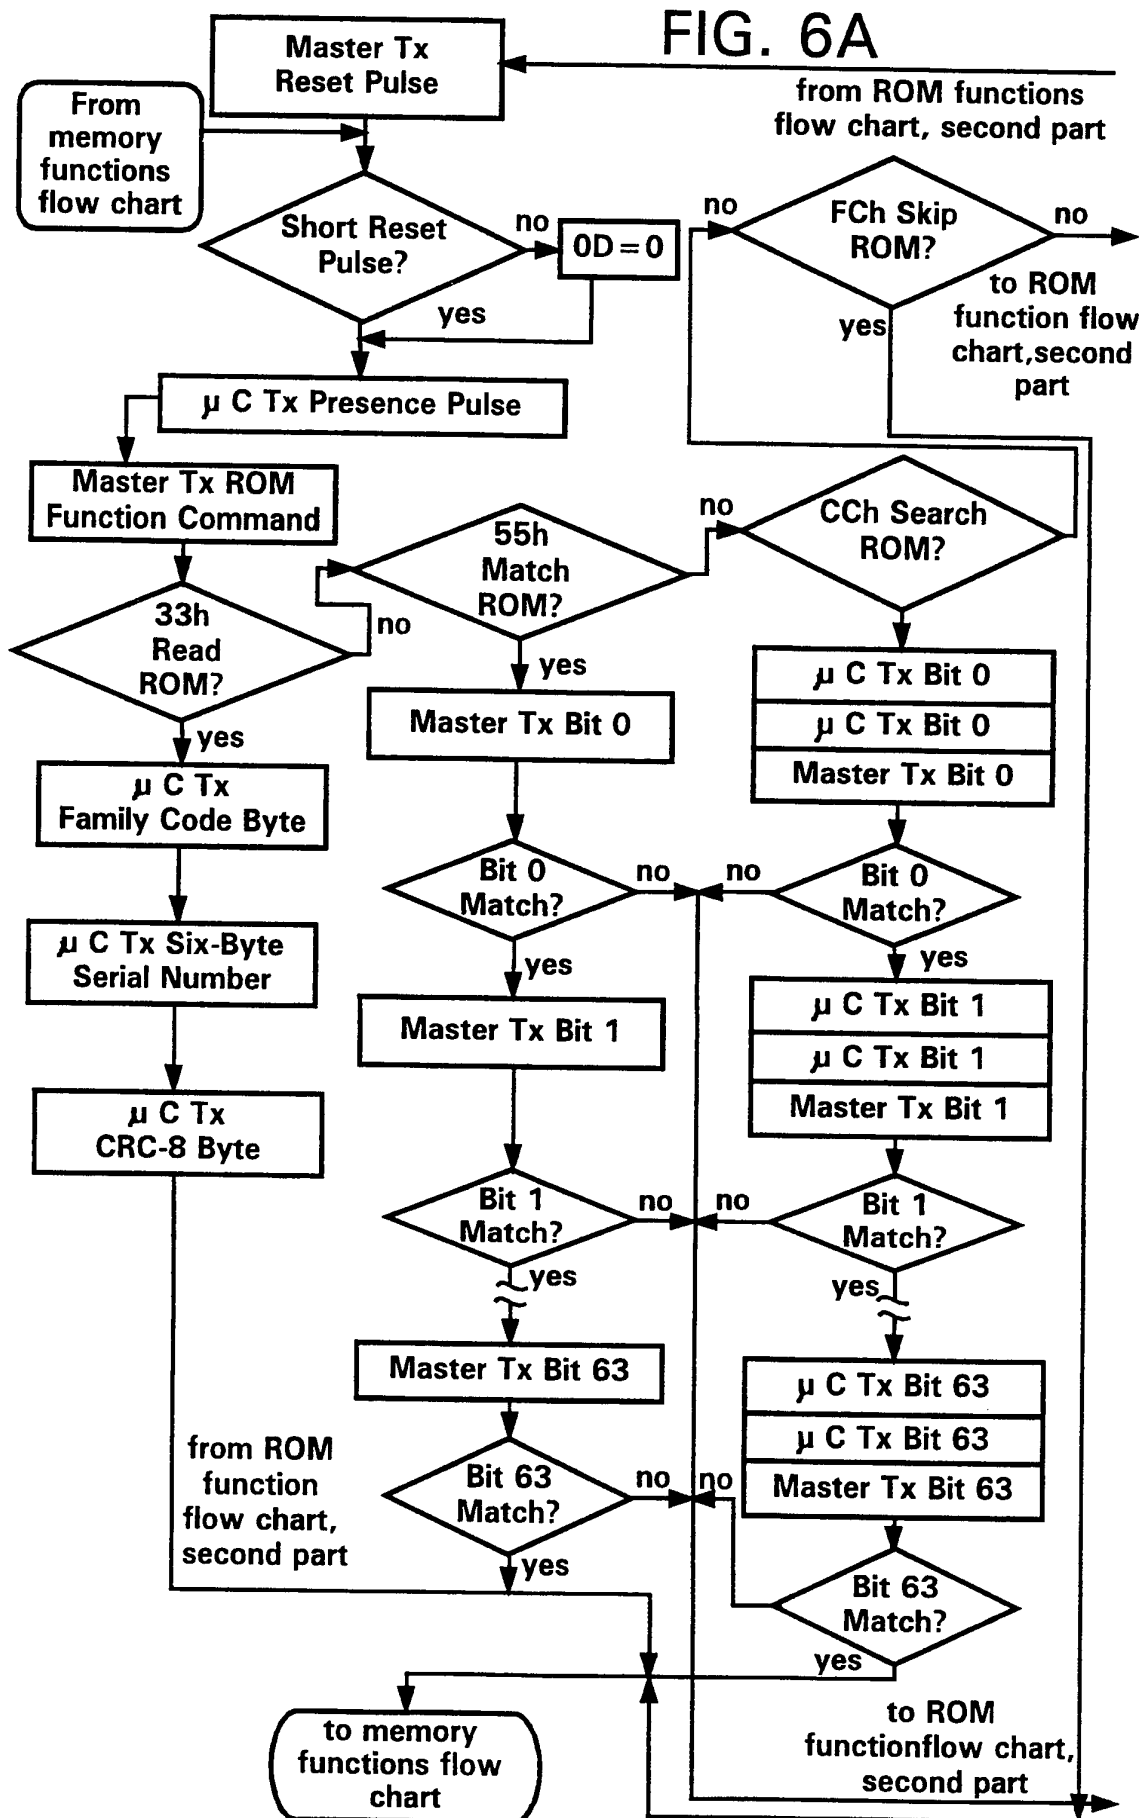 FIG. 6A
Master Tx
Reset Pulse
from ROM functions
flow chart, second part
From
memory
functions
flow chart
Short Reset
Pulse?
no
OD=0
yes
no
FCh Skip
ROM?
no
to ROM
function flow
chart,second
part
yes
µ C Tx Presence Pulse
Master Tx ROM
Function Command
33h
Read
ROM?
no
yes
55h
Match
ROM?
no
yes
CCh Search
ROM?
µ C Tx
Family Code Byte
µ C Tx Six-Byte
Serial Number
µ C Tx
CRC-8 Byte
Master Tx Bit 0
Bit 0
Match?
no
yes
Master Tx Bit 1
Bit 1
Match?
no
yes
Master Tx Bit 63
Bit 63
Match?
no
yes
µ C Tx Bit 0
µ C Tx Bit 0
Master Tx Bit 0
no
Bit 0
Match?
yes
µ C Tx Bit 1
µ C Tx Bit 1
Master Tx Bit 1
no
Bit 1
Match?
yes
µ C Tx Bit 63
µ C Tx Bit 63
Master Tx Bit 63
no
Bit 63
Match?
yes
from ROM
function
flow chart,
second part
to memory
functions flow
chart
to ROM
functionflow chart,
second part